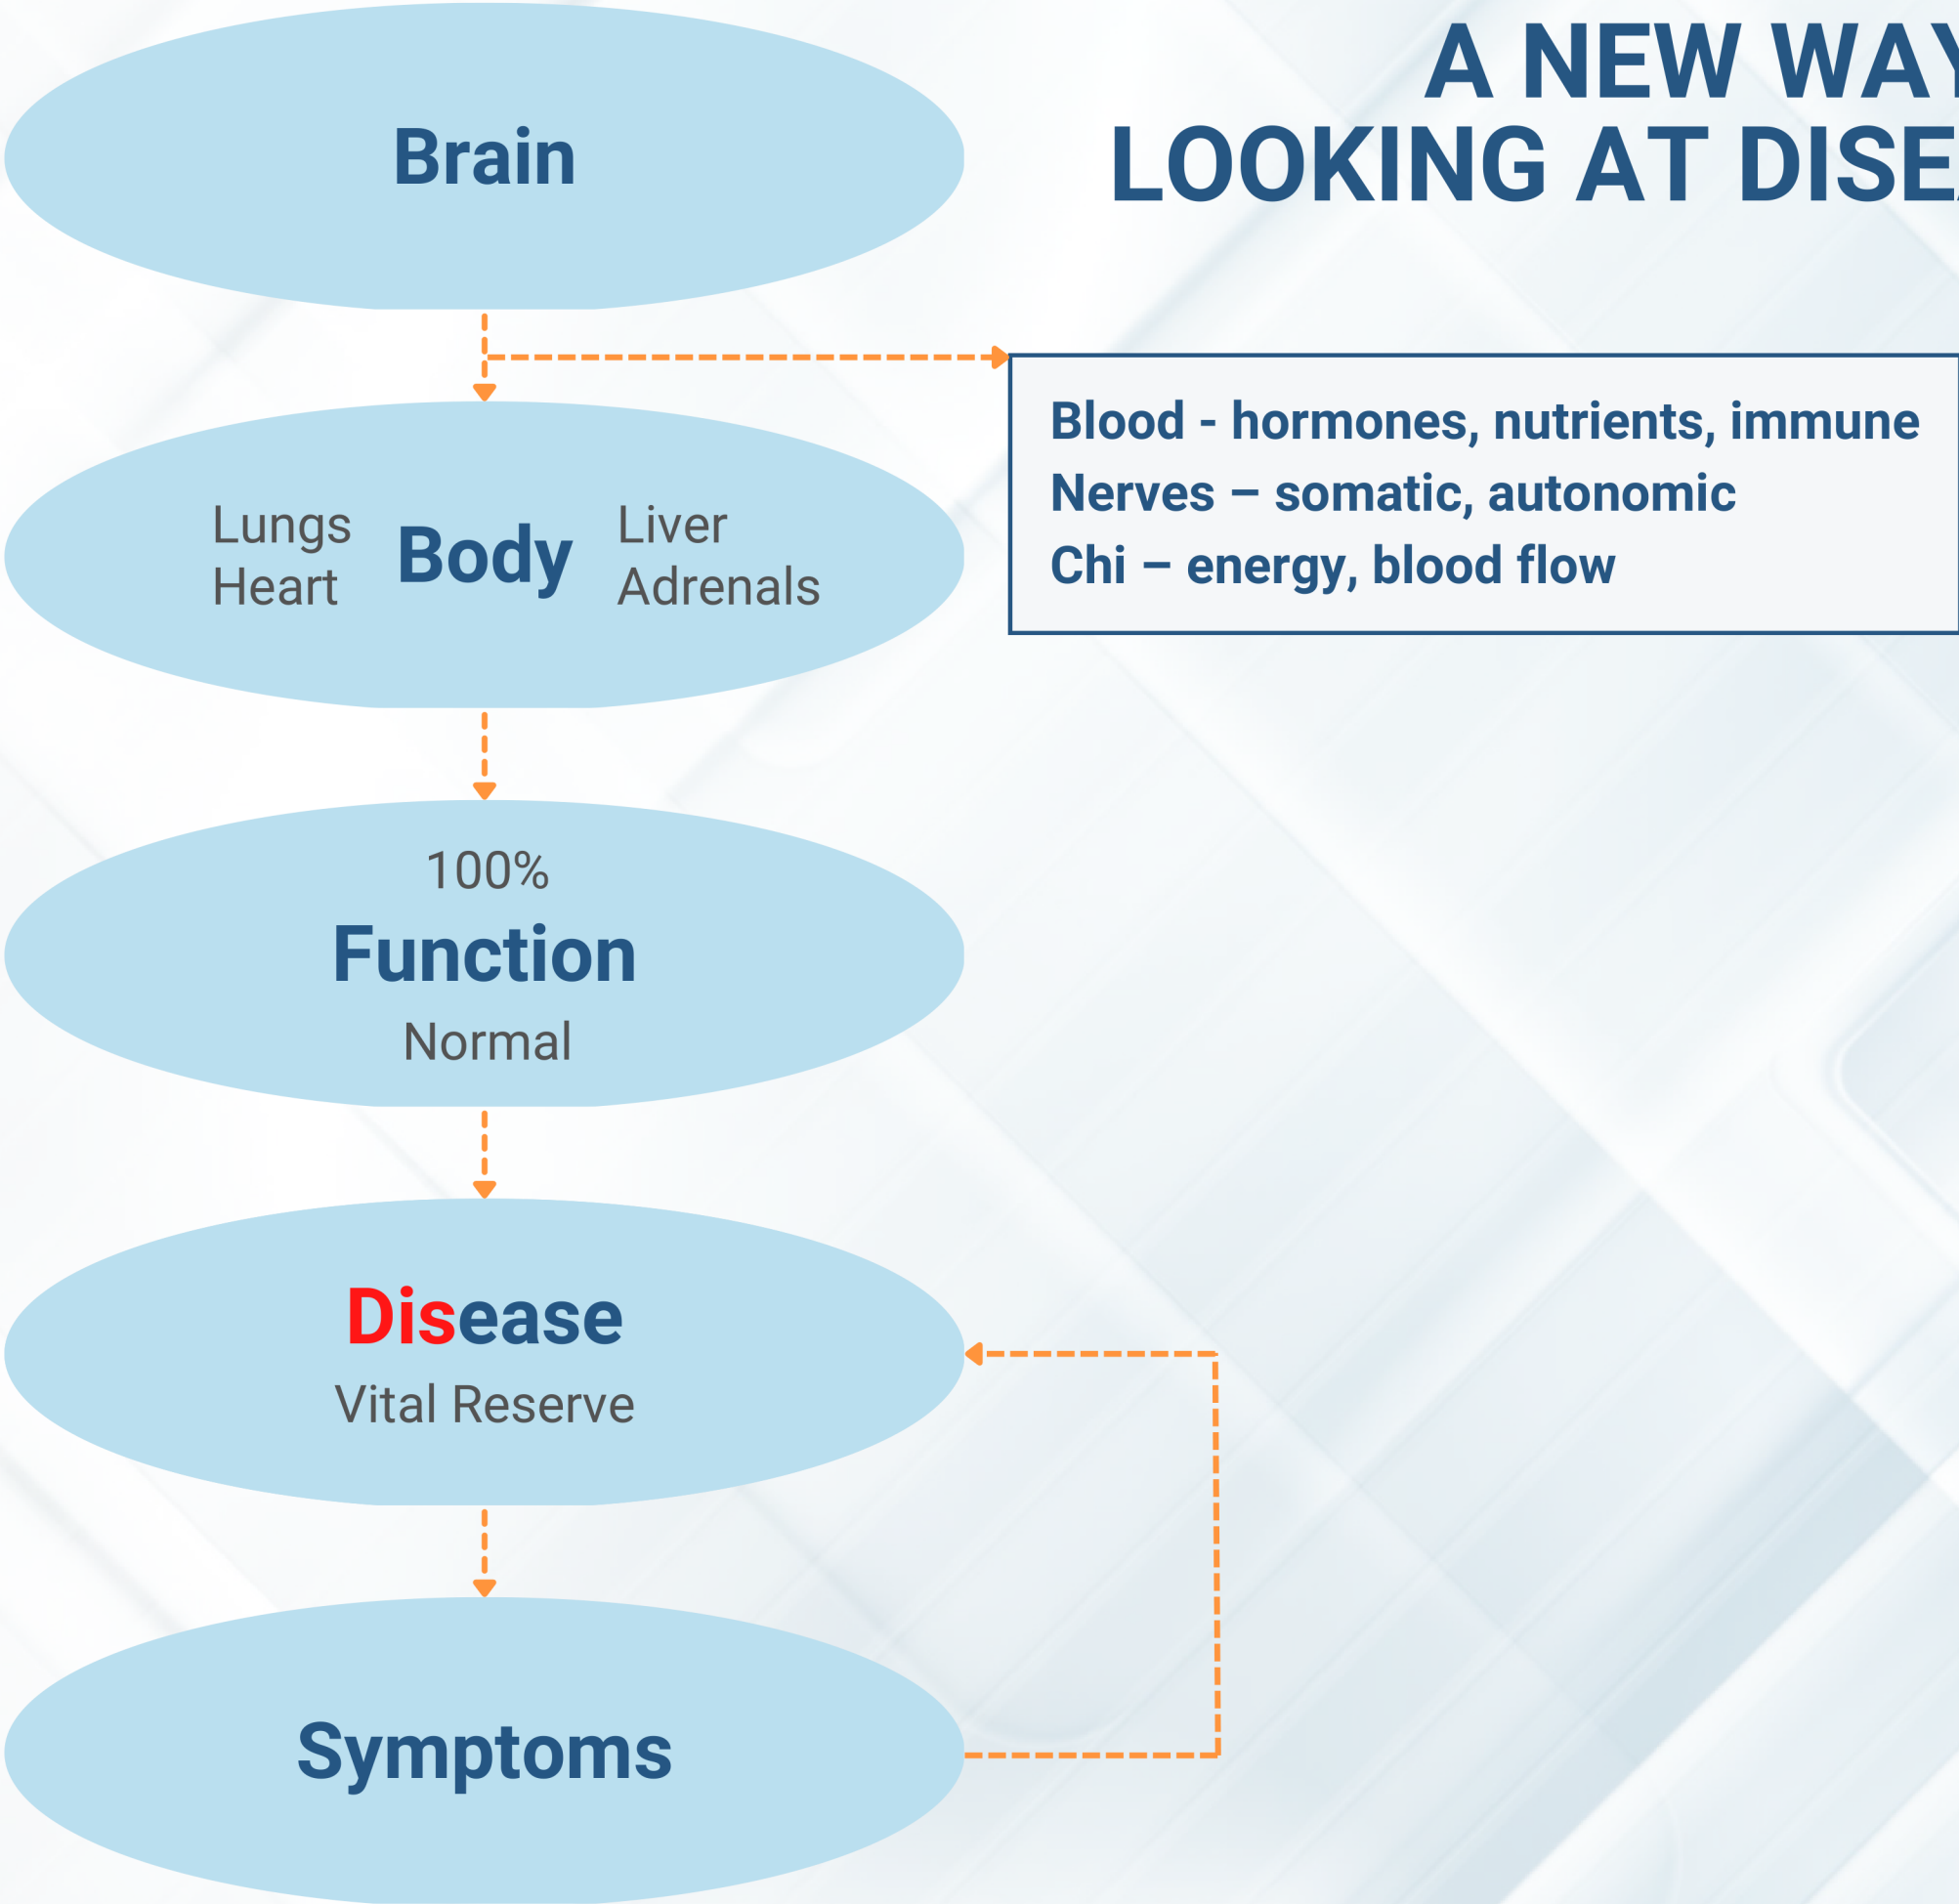 A NEW WAY
LOOKING AT DISEA
Brain
Blood - hormones, nutrients, immune
Nerves – somatic, autonomic
Chi – energy, blood flow
Lungs
Heart
Body
Liver
Adrenals
100%
Function
Normal
Disease
Vital Reserve
Symptoms